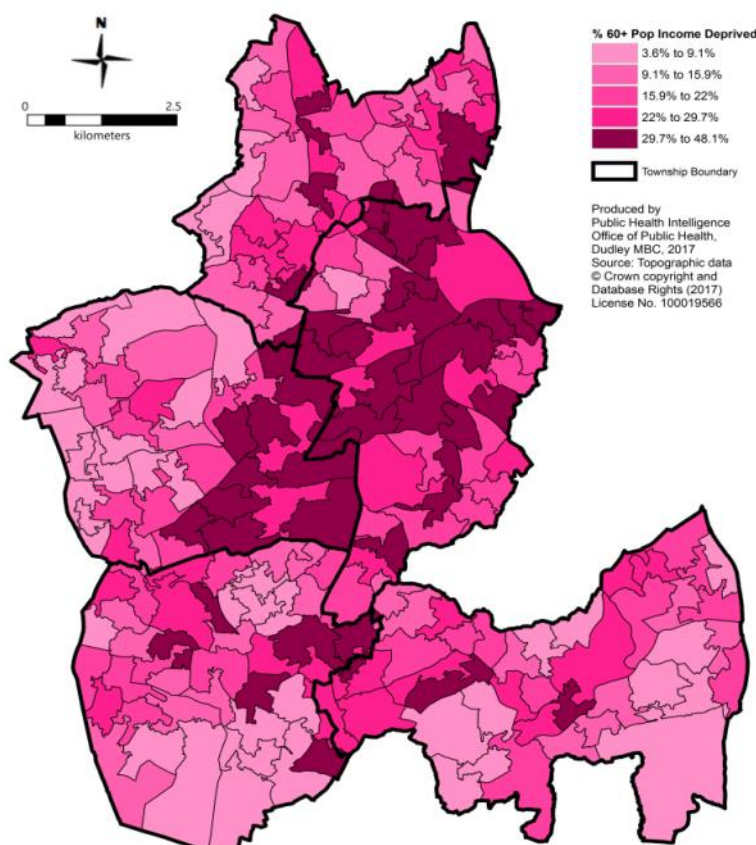 N
0 2.5
kilometers
% 60+ Pop Income Deprived
3.6% to 9.1%
9.1% to 15.9%
15.9% to 22%
22% to 29.7%
29.7% to 48.1%
Township Boundary
Produced by
Public Health Intelligence
Office of Public Health,
Dudley MBC, 2017
Source: Topographic data
© Crown copyright and
Database Rights (2017)
License No. 100019566